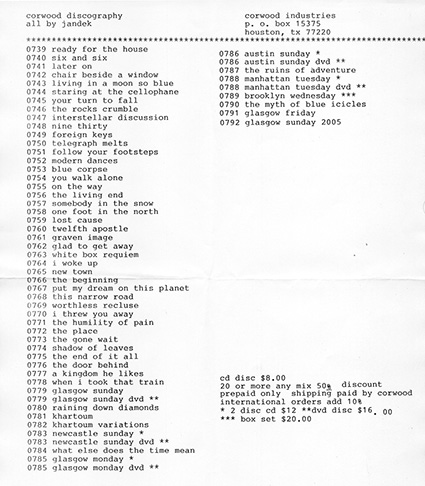 corwood discography
all by jandek
corwood industries
p. o. box 15375
houston, tx 77220
********************************************************************************
0739 ready for the house
0740 six and six
0741 later on
0742 chair beside a window
0743 living in a moon so blue
0744 staring at the cellophane
0745 your turn to fall
0746 the rocks crumble
0747 interstellar discussion
0748 nine thirty
0749 foreign keys
0750 telegraph melts
0751 follow your footsteps
0752 modern dances
0753 blue corpse
0754 you walk alone
0755 on the way
0756 the living end
0757 somebody in the snow
0758 one foot in the north
0759 lost cause
0760 twelfth apostle
0761 graven image
0762 glad to get away
0763 white box requiem
0764 i woke up
0765 new town
0766 the beginning
0767 put my dream on this planet
0768 this narrow road
0769 worthless recluse
0770 i threw you away
0771 the humility of pain
0772 the place
0773 the gone wait
0774 shadow of leaves
0775 the end of it all
0776 the door behind
0777 a kingdom he likes
0778 when i took that train
0779 glasgow sunday
0779 glasgow sunday dvd **
0780 raining down diamonds
0781 khartoum
0782 khartoum variations
0783 newcastle sunday *
0783 newcastle sunday dvd **
0784 what else does the time mean
0785 glasgow monday *
0785 glasgow monday dvd **
0786 austin sunday *
0786 austin sunday dvd **
0787 the ruins of adventure
0788 manhattan tuesday *
0788 manhattan tuesday dvd **
0789 brooklyn wednesday ***
0790 the myth of blue icicles
0791 glasgow friday
0792 glasgow sunday 2005
cd disc $8.00
20 or more any mix 50% discount
prepaid only shipping paid by corwood
international orders add 10%
* 2 disc cd $12 **dvd disc $16. 00
*** box set $20.00